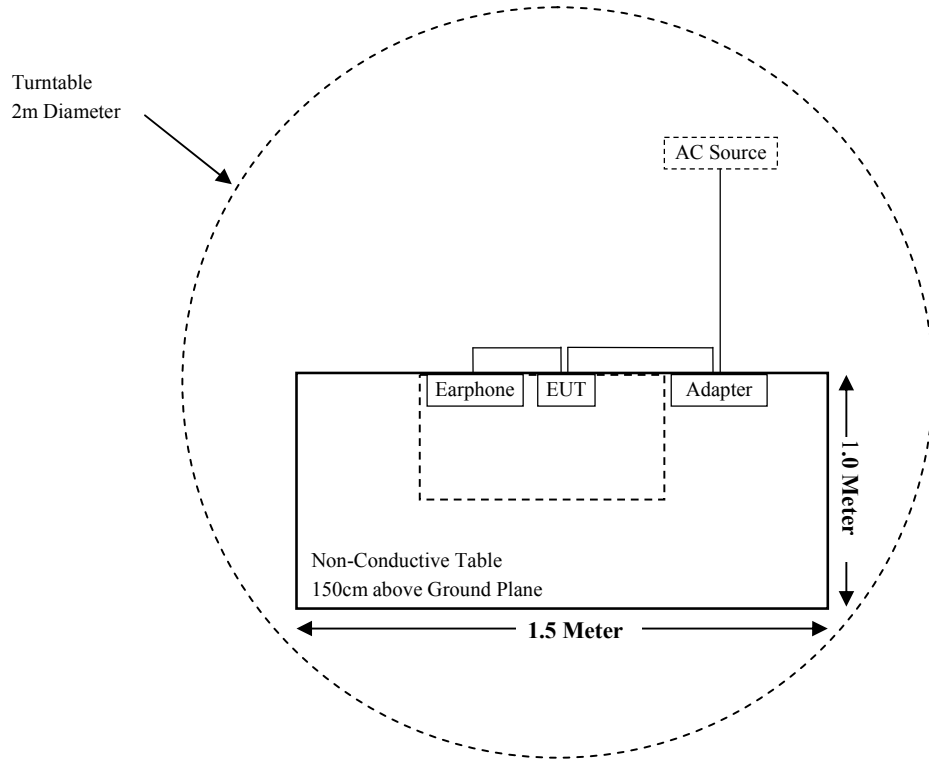 Turntable
2m Diameter
AC Source
Earphone
EUT
Adapter
1.0 Meter
Non-Conductive Table
150cm above Ground Plane
1.5 Meter